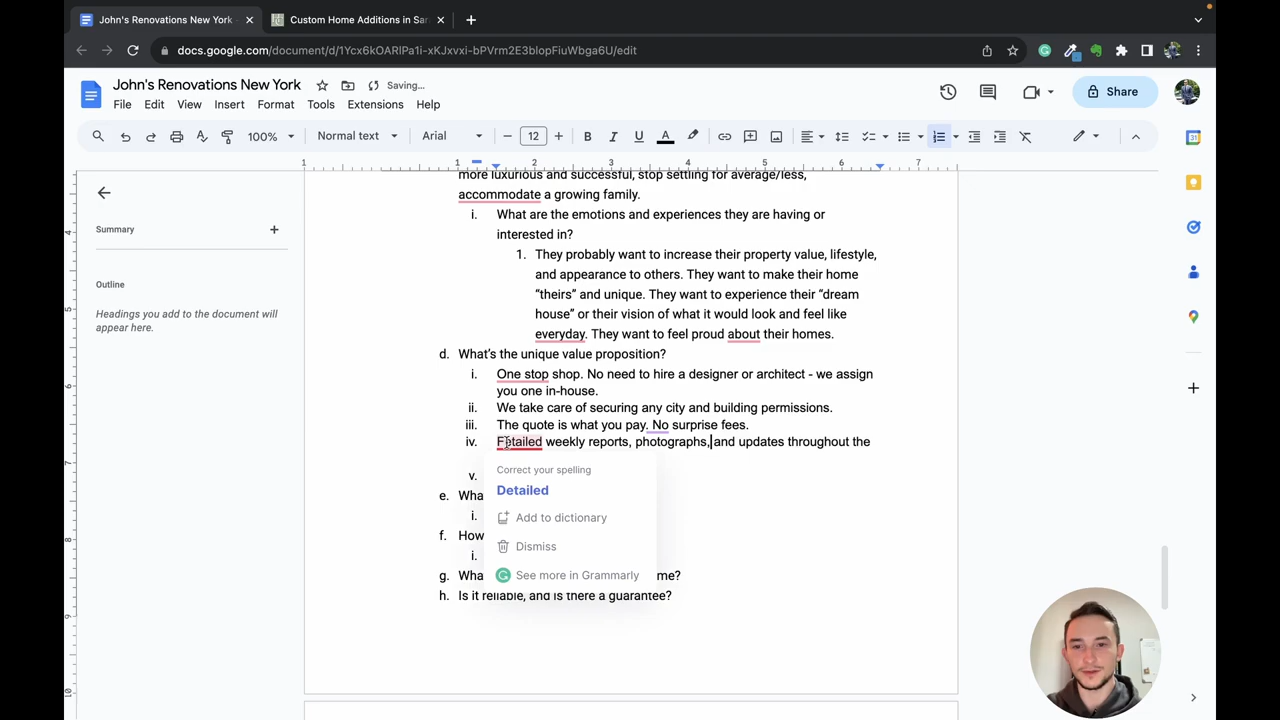 John's Renovations New York
Custom Home Additions in Sar
docs.google.com/document/d/1Ycx6kOARlPa1i-xKJxvxi-bPVrm2E3blopFiuWbga6U/edit
John's Renovations New York
Saving...
File Edit View Insert Format Tools Extensions Help
Share
100% Normal text Arial 12
1 1 2 3 4 5 6 7
more luxurious and successful, stop settling for average/less,
accommodate a growing family.
Summary
i. What are the emotions and experiences they are having or
interested in?
1. They probably want to increase their property value, lifestyle,
and appearance to others. They want to make their home
Outline
"theirs" and unique. They want to experience their "dream
house" or their vision of what it would look and feel like
everyday. They want to feel proud about their homes.
Headings you add to the document will
appear here.
d. What's the unique value proposition?
i. One stop shop. No need to hire a designer or architect - we assign
you one in-house.
ii. We take care of securing any city and building permissions.
iii. The quote is what you pay. No surprise fees.
iv. Fetailed weekly reports, photographs, and updates throughout the
Correct your spelling
Detailed
Add to dictionary
Dismiss
See more in Grammarly
v.
e. Wha
i.
f. How
i.
g. Wha me?
h. Is it reliable, and is there a guarantee?